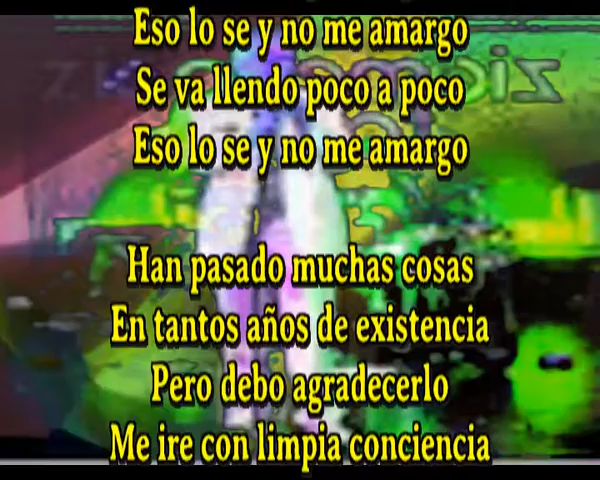 Eso lo se y no me amargo
Se va llendo poco a poco
Eso lo se y no me amargo
Han pasado muchas cosas
En tantos años de existencia
Pero debo agradecerlo
Me ire con limpia conciencia